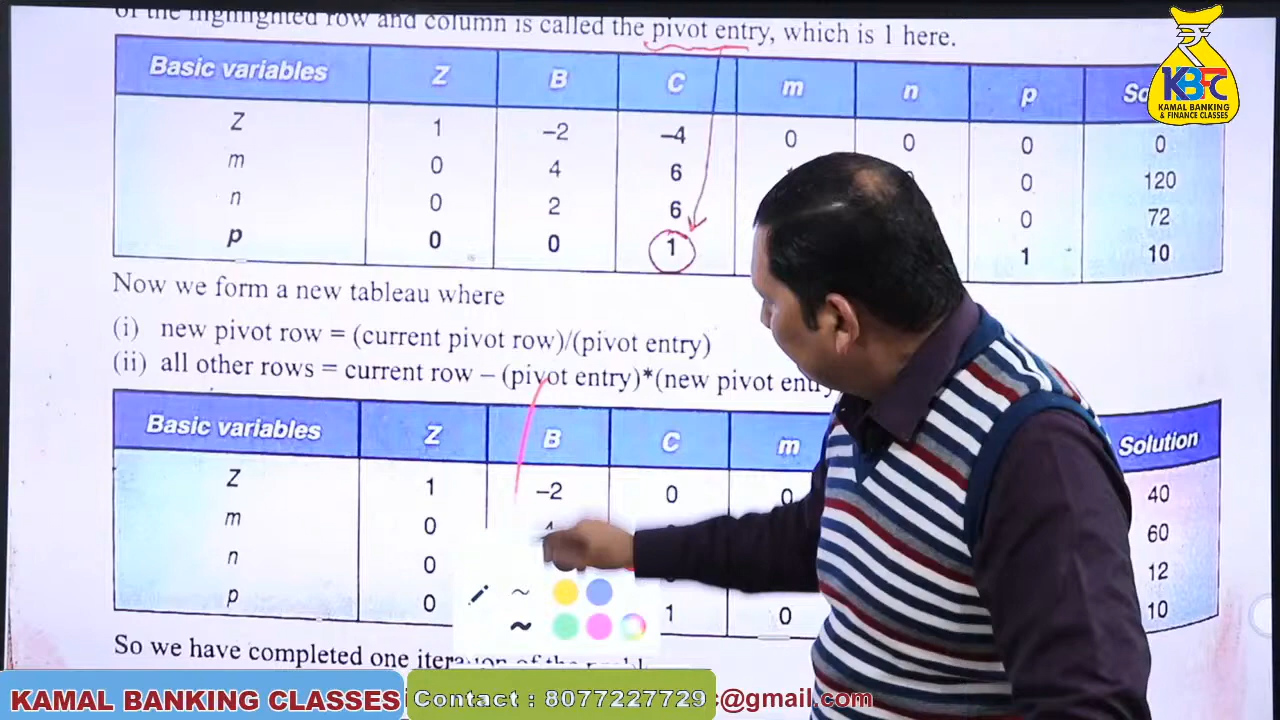 of the highlighted row and column is called the pivot entry, which is 1 here.
Basic variables Z B C m n p So
Z 1 –2 –4 0 0 0 0
m 0 4 6 0 120
n 0 2 6 0 72
p 0 0 1 1 10
Now we form a new tableau where
(i) new pivot row = (current pivot row)/(pivot entry)
(ii) all other rows = current row – (pivot entry)*(new pivot
Basic variables Z B C m Solution
Z 1 –2 0 0 40
m 0 4 60
n 0 12
p 0 1 0 10
So we have completed one iteration of the
KBFC
KAMAL BANKING
& FINANCE CLASSES
KAMAL BANKING CLASSES
Contact : 8077227729
c@gmail.com